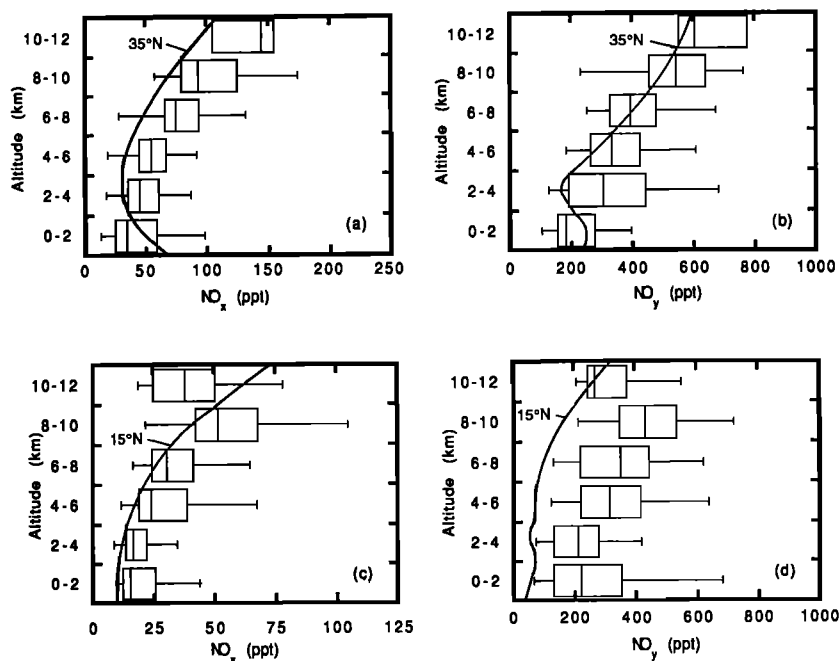 Altitude (km)
10-12
8-10
6-8
4-6
2-4
0-2
35°N
(a)
0 50 100 150 200 250
NOx (ppt)
Altitude (km)
10-12
8-10
6-8
4-6
2-4
0-2
35°N
(b)
0 200 400 600 800 1000
NOy (ppt)
Altitude (km)
10-12
8-10
6-8
4-6
2-4
0-2
15°N
(c)
0 25 50 75 100 125
NOx (ppt)
Altitude (km)
10-12
8-10
6-8
4-6
2-4
0-2
15°N
(d)
0 200 400 600 800 1000
NOy (ppt)